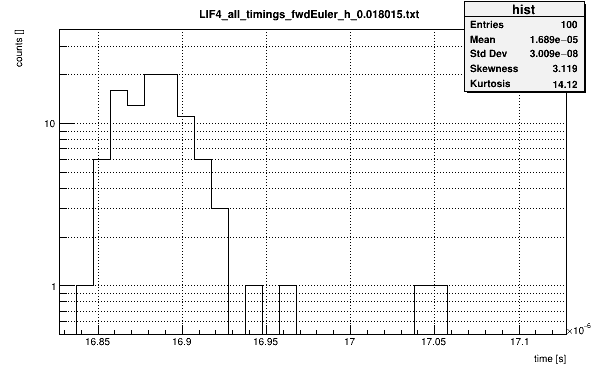 LIF4_all_timings_fwdEuler_h_0.018015.txt
hist
Entries 100
Mean 1.689e−05
Std Dev 3.009e−08
Skewness 3.119
Kurtosis 14.12
counts []
10
1
16.85 16.9 16.95 17 17.05 17.1
×10⁻⁶
time [s]